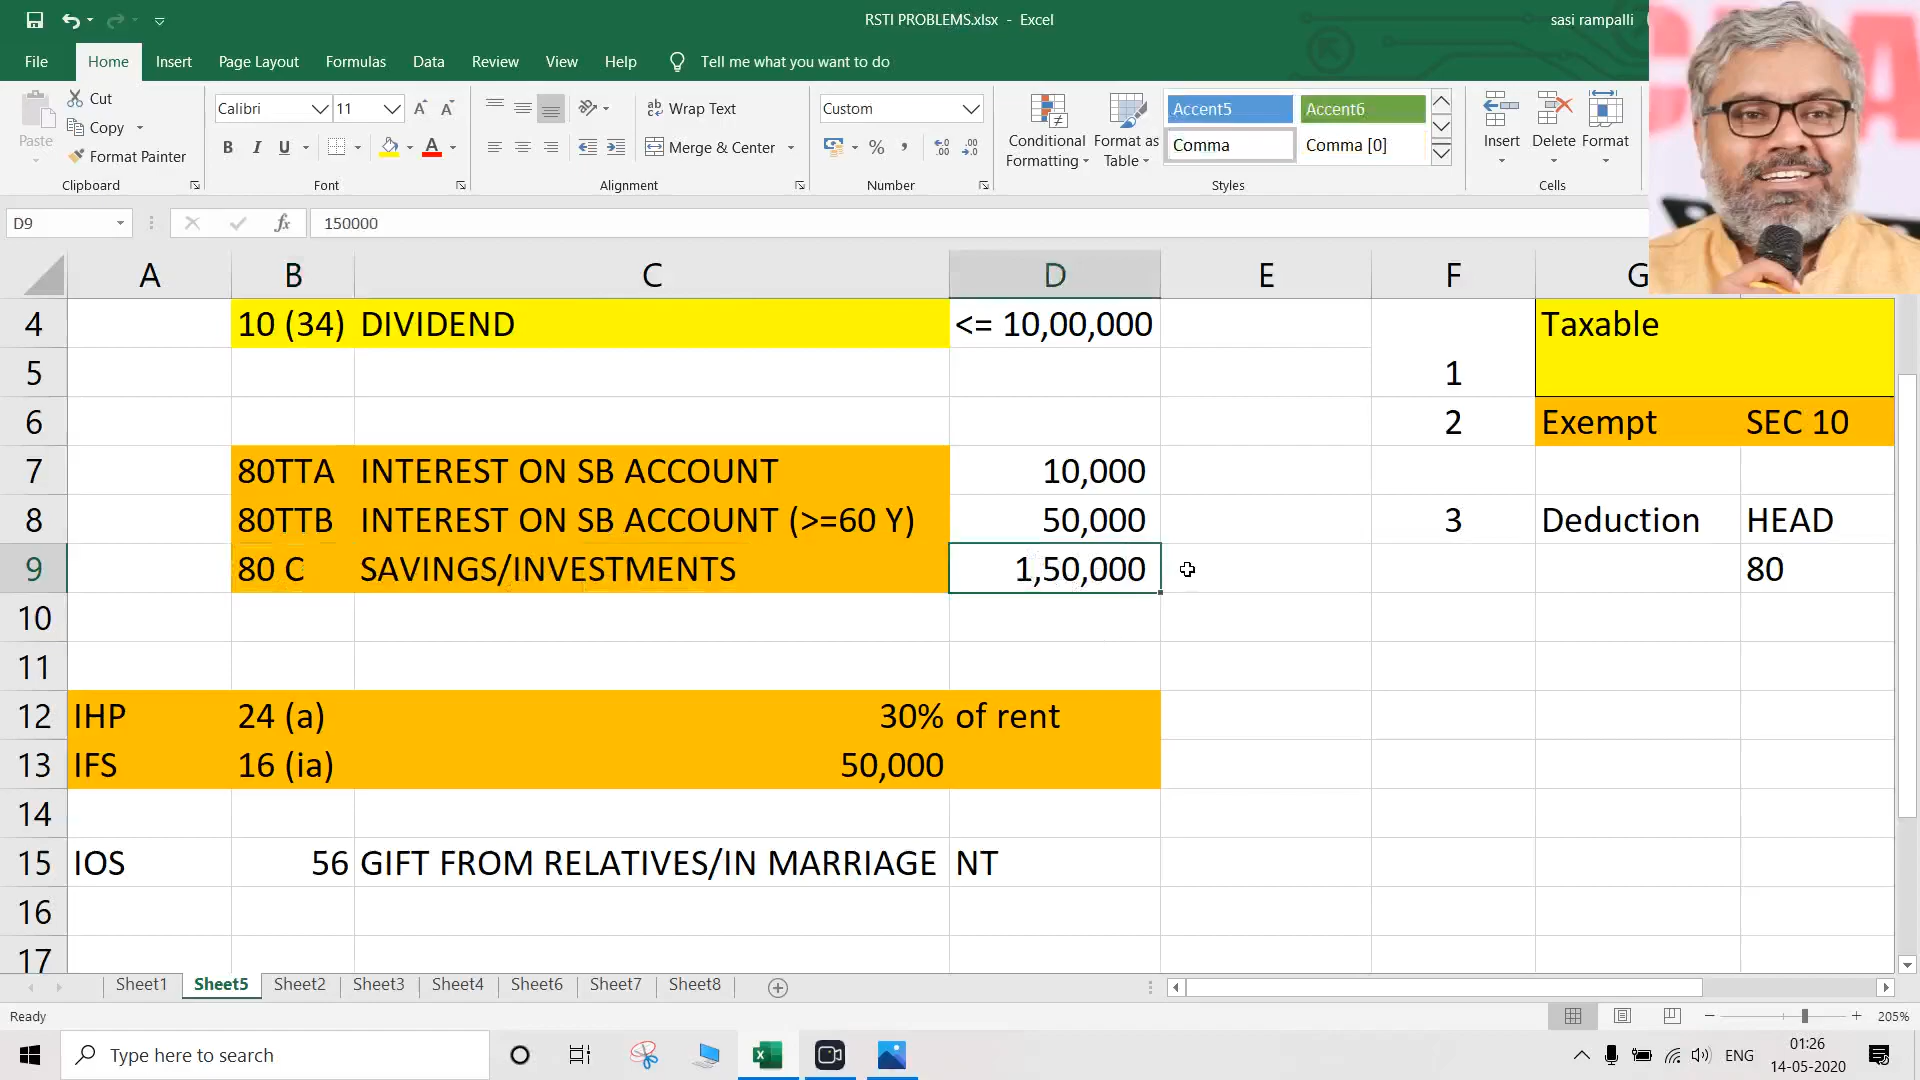 RSTI PROBLEMS.xlsx - Excel
sasi rampalli
File Home Insert Page Layout Formulas Data Review View Help Tell me what you want to do
Paste
Cut
Copy
Format Painter
Clipboard
Calibri 11
B I U
Font
Wrap Text
Merge & Center
Alignment
Custom
%
Number
Conditional Formatting
Format as Table
Accent5 Accent6
Comma Comma [0]
Styles
Insert Delete Format
Cells
D9 fx 150000
A B C D E F G
4 10 (34) DIVIDEND <= 10,00,000 Taxable
5 1
6 2 Exempt SEC 10
7 80TTA INTEREST ON SB ACCOUNT 10,000
8 80TTB INTEREST ON SB ACCOUNT (>=60 Y) 50,000 3 Deduction HEAD
9 80 C SAVINGS/INVESTMENTS 1,50,000 80
10
11
12 IHP 24 (a) 30% of rent
13 IFS 16 (ia) 50,000
14
15 IOS 56 GIFT FROM RELATIVES/IN MARRIAGE NT
16
17
Sheet1 Sheet5 Sheet2 Sheet3 Sheet4 Sheet6 Sheet7 Sheet8
Ready 205%
Type here to search
ENG
01:26
14-05-2020